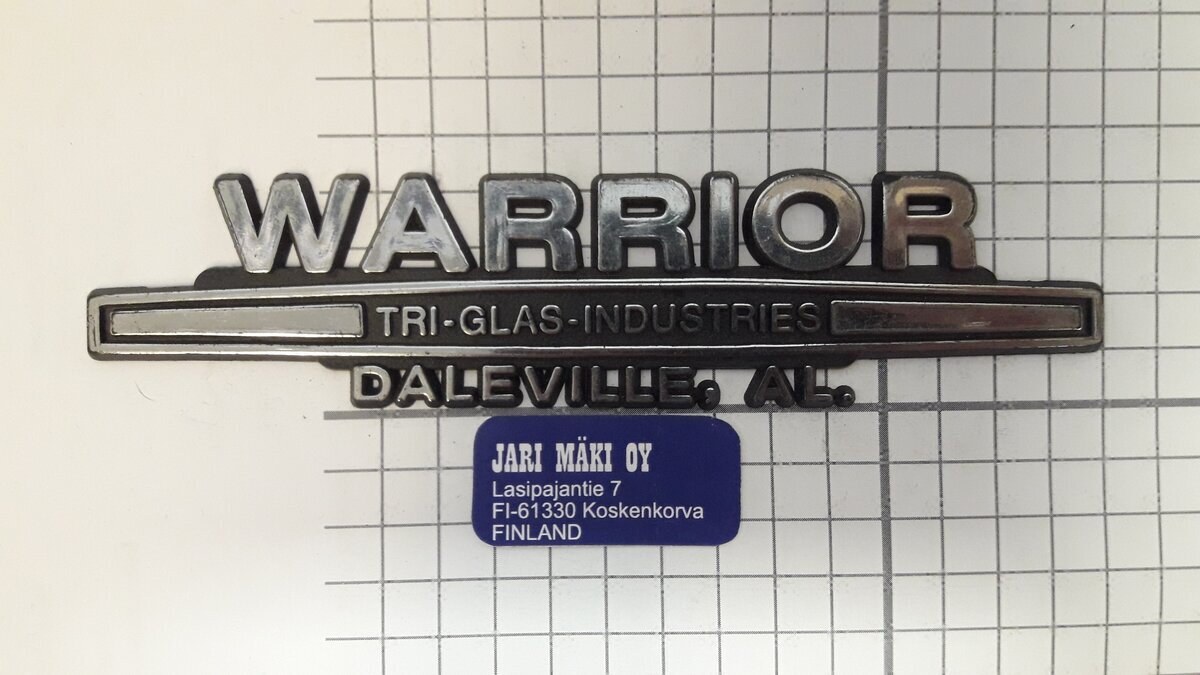 WARRIOR
TRI-GLAS-INDUSTRIES
DALEVILLE, AL.
JARI MÄKI OY
Lasipajantie 7
FI-61330 Koskenkorva
FINLAND